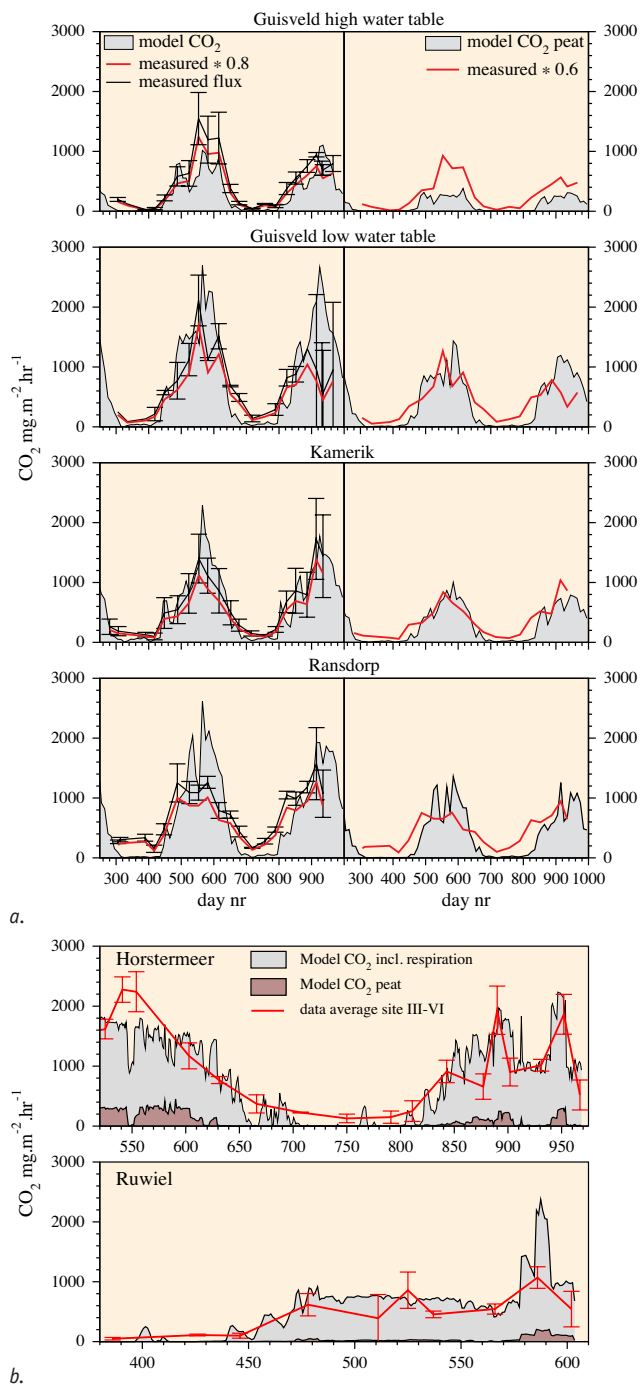 Guisveld high water table
3000
2000
1000
0
model CO2
measured * 0.8
measured flux
model CO2 peat
measured * 0.6
3000
2000
1000
0
Guisveld low water table
3000
2000
1000
0
3000
2000
1000
0
Kamerik
3000
2000
1000
0
3000
2000
1000
0
Ransdorp
3000
2000
1000
0
3000
2000
1000
0
CO2 mg.m-2.hr-1
300 400 500 600 700 800 900 300 400 500 600 700 800 900 1000
day nr day nr
a.
Horstermeer
3000
2000
1000
0
Model CO2 incl. respiration
Model CO2 peat
data average site III-VI
550 600 650 700 750 800 850 900 950
CO2 mg.m-2.hr-1
Ruwiel
3000
2000
1000
0
400 450 500 550 600
b.